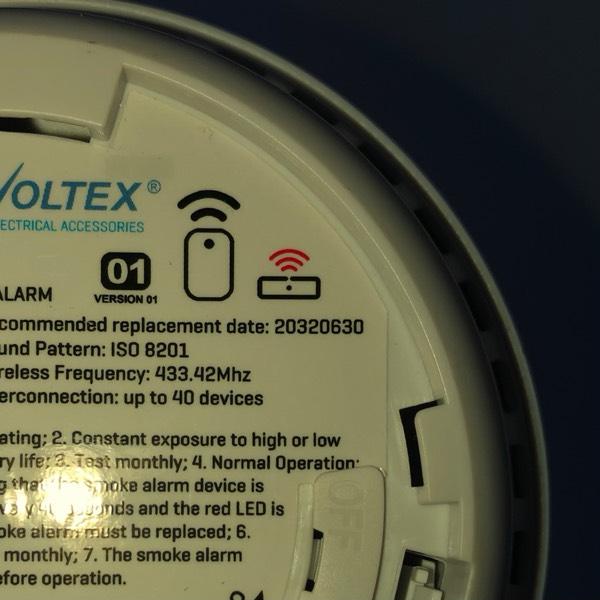 VOLTEX®
ECTRICAL ACCESSORIES
01
VERSION 01
ALARM
commended replacement date: 20320630
und Pattern: ISO 8201
reless Frequency: 433.42Mhz
erconnection: up to 40 devices
ating; 2. Constant exposure to high or low
ry life; 3. Test monthly; 4. Normal Operation:
g that the smoke alarm device is
onds and the red LED is
oke alarm must be replaced; 6.
monthly; 7. The smoke alarm
efore operation.
OFF